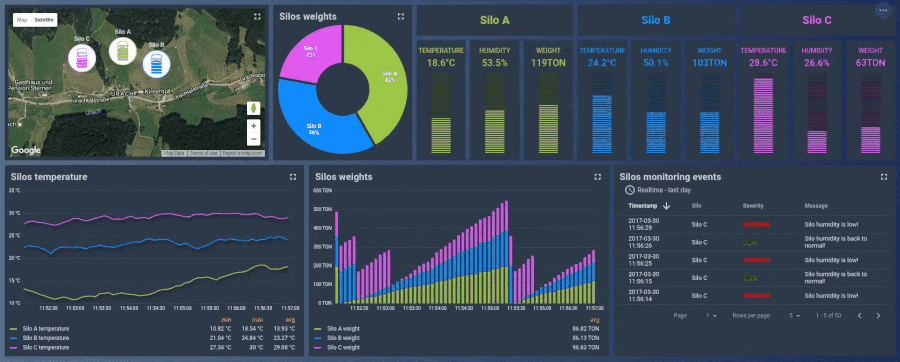 Map Satellite
Silo C
Silo A
Silo B
Gasthaus und
Pension Sternen
URACH
Urach
Google
Map Data Terms of Use Report a map error
Silos weights
Silo C
22%
Silo A
42%
Silo B
36%
Silo A
TEMPERATURE HUMIDITY WEIGHT
18.6°C 53.5% 119TON
Silo B
TEMPERATURE HUMIDITY WEIGHT
24.2°C 50.1% 103TON
Silo C
TEMPERATURE HUMIDITY WEIGHT
28.6°C 26.6% 63TON
Silos temperature
35 °C
30 °C
25 °C
20 °C
15 °C
10 °C
11:52:30 11:53:00 11:53:30 11:54:00 11:54:30 11:55:00 11:55:30 11:56:00 11:56:30 11:57:00
min max avg
Silo A temperature 10.82 °C 18.54 °C 13.93 °C
Silo B temperature 21.04 °C 24.84 °C 23.27 °C
Silo C temperature 27.34 °C 30 °C 29.08 °C
Silos weights
600 TON
500 TON
400 TON
300 TON
200 TON
100 TON
0 TON
11:52:30 11:53:00 11:53:30 11:54:00 11:54:30 11:55:00 11:55:30 11:56:00 11:56:30 11:57:00
avg
Silo A weight 86.82 TON
Silo B weight 86.13 TON
Silo C weight 96.63 TON
Silos monitoring events
Realtime - last day
Timestamp Silo Severity Message
2017-03-30
11:56:29 Silo C Silo humidity is low!
2017-03-30
11:56:26 Silo C Silo humidity is back to
normal!
2017-03-30
11:56:25 Silo C Silo humidity is low!
2017-03-30
11:56:15 Silo C Silo humidity is back to
normal!
2017-03-30
11:56:14 Silo C Silo humidity is low!
Page 1 Rows per page: 5 1 - 5 of 50